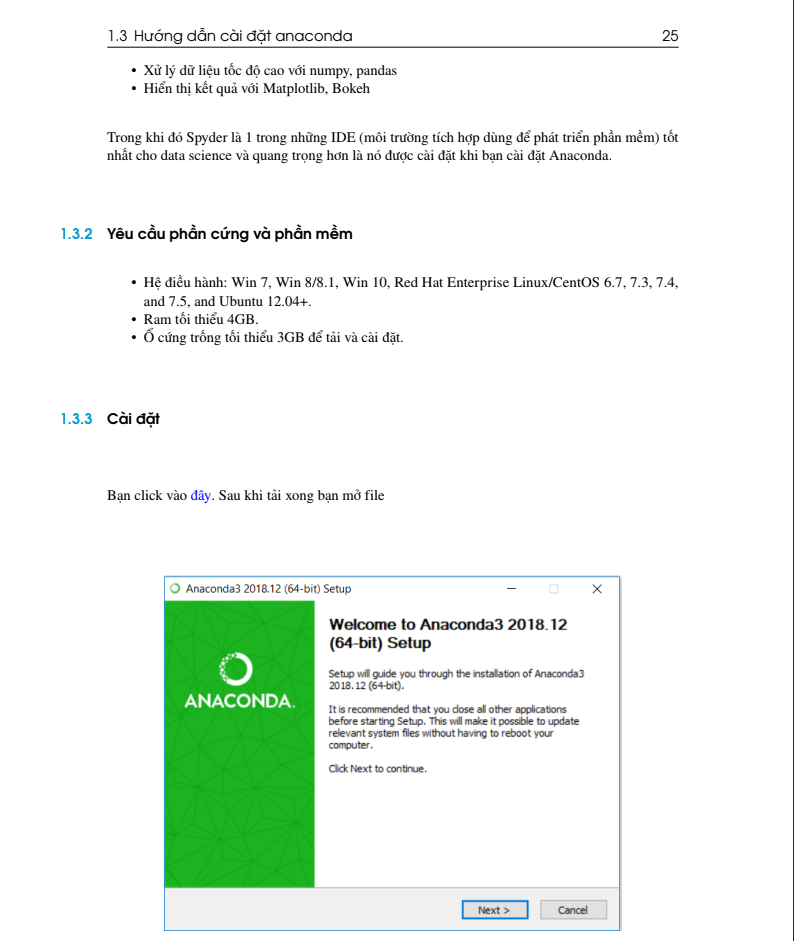 1.3 Hướng dẫn cài đặt anaconda 25
• Xử lý dữ liệu tốc độ cao với numpy, pandas
• Hiển thị kết quả với Matplotlib, Bokeh
Trong khi đó Spyder là 1 trong những IDE (môi trường tích hợp dùng để phát triển phần mềm) tốt
nhất cho data science và quang trọng hơn là nó được cài đặt khi bạn cài đặt Anaconda.
1.3.2 Yêu cầu phần cứng và phần mềm
• Hệ điều hành: Win 7, Win 8/8.1, Win 10, Red Hat Enterprise Linux/CentOS 6.7, 7.3, 7.4,
and 7.5, and Ubuntu 12.04+.
• Ram tối thiểu 4GB.
• Ổ cứng trống tối thiểu 3GB để tải và cài đặt.
1.3.3 Cài đặt
Bạn click vào đây. Sau khi tải xong bạn mở file
Anaconda3 2018.12 (64-bit) Setup
ANACONDA.
Welcome to Anaconda3 2018.12
(64-bit) Setup
Setup will guide you through the installation of Anaconda3
2018.12 (64-bit).
It is recommended that you close all other applications
before starting Setup. This will make it possible to update
relevant system files without having to reboot your
computer.
Click Next to continue.
Next > Cancel